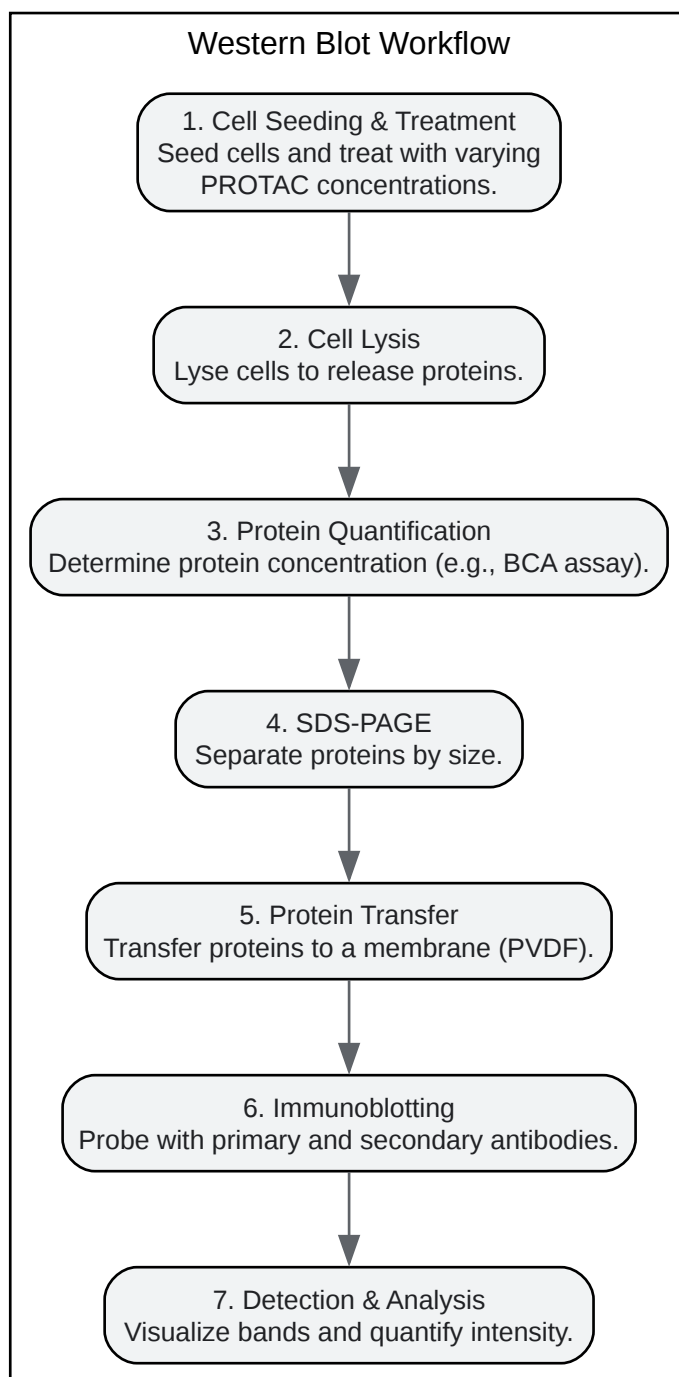 Western Blot Workflow
1. Cell Seeding & Treatment
Seed cells and treat with varying
PROTAC concentrations.
2. Cell Lysis
Lyse cells to release proteins.
3. Protein Quantification
Determine protein concentration (e.g., BCA assay).
4. SDS-PAGE
Separate proteins by size.
5. Protein Transfer
Transfer proteins to a membrane (PVDF).
6. Immunoblotting
Probe with primary and secondary antibodies.
7. Detection & Analysis
Visualize bands and quantify intensity.